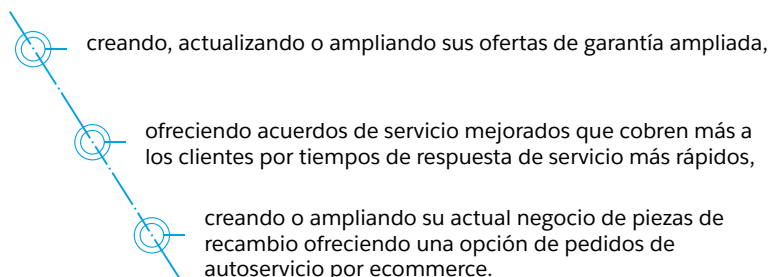 creando, actualizando o ampliando sus ofertas de garantía ampliada,
ofreciendo acuerdos de servicio mejorados que cobren más a
los clientes por tiempos de respuesta de servicio más rápidos,
creando o ampliando su actual negocio de piezas de
recambio ofreciendo una opción de pedidos de
autoservicio por ecommerce.